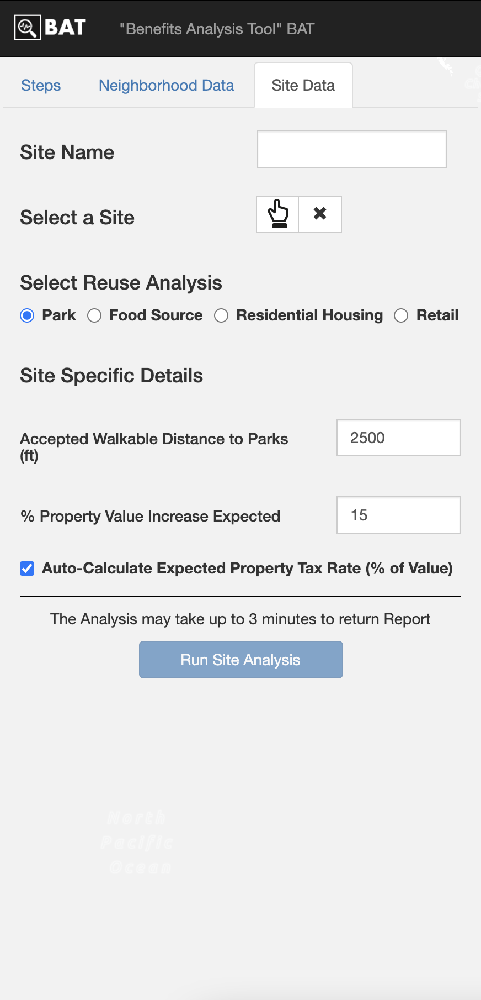 BAT "Benefits Analysis Tool" BAT
Steps Neighborhood Data Site Data
Site Name
Select a Site
Select Reuse Analysis
Park Food Source Residential Housing Retail
Site Specific Details
Accepted Walkable Distance to Parks
(ft)
2500
% Property Value Increase Expected
15
Auto-Calculate Expected Property Tax Rate (% of Value)
The Analysis may take up to 3 minutes to return Report
Run Site Analysis
North
Pacific
Ocean